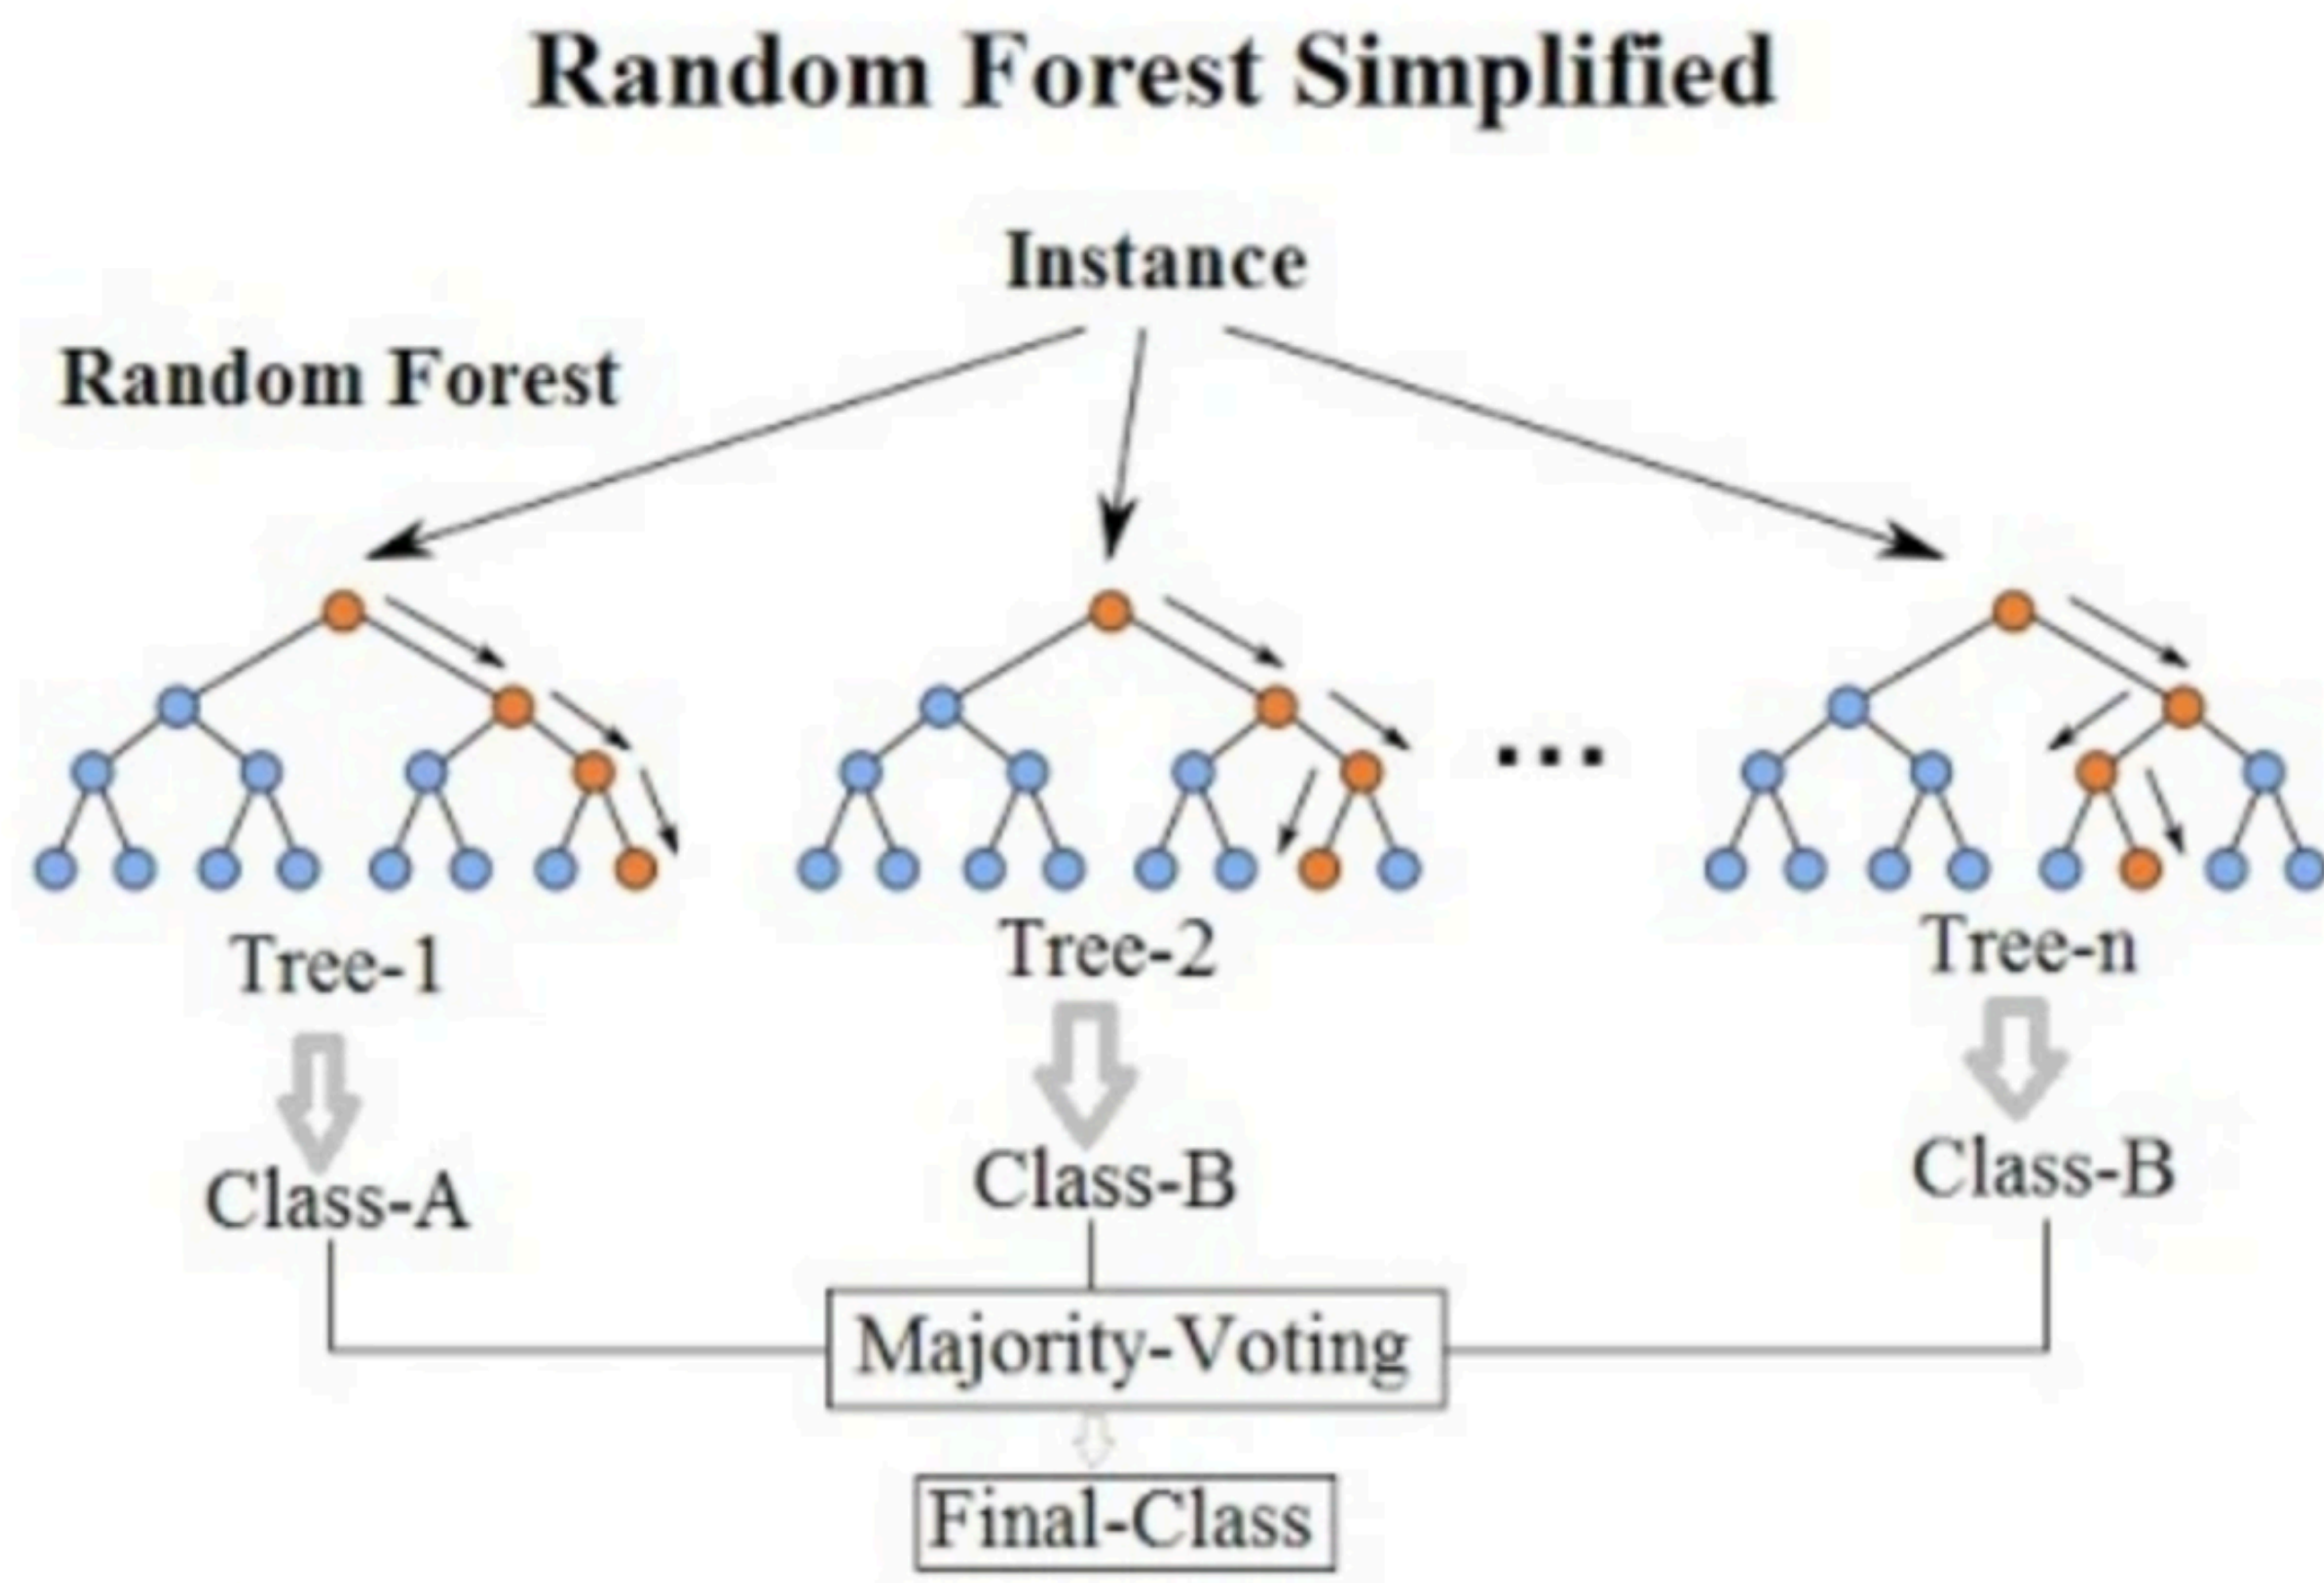 Random Forest Simplified
Instance
Random Forest
...
Tree-1
Tree-2
Tree-n
Class-A
Class-B
Class-B
Majority-Voting
Final-Class